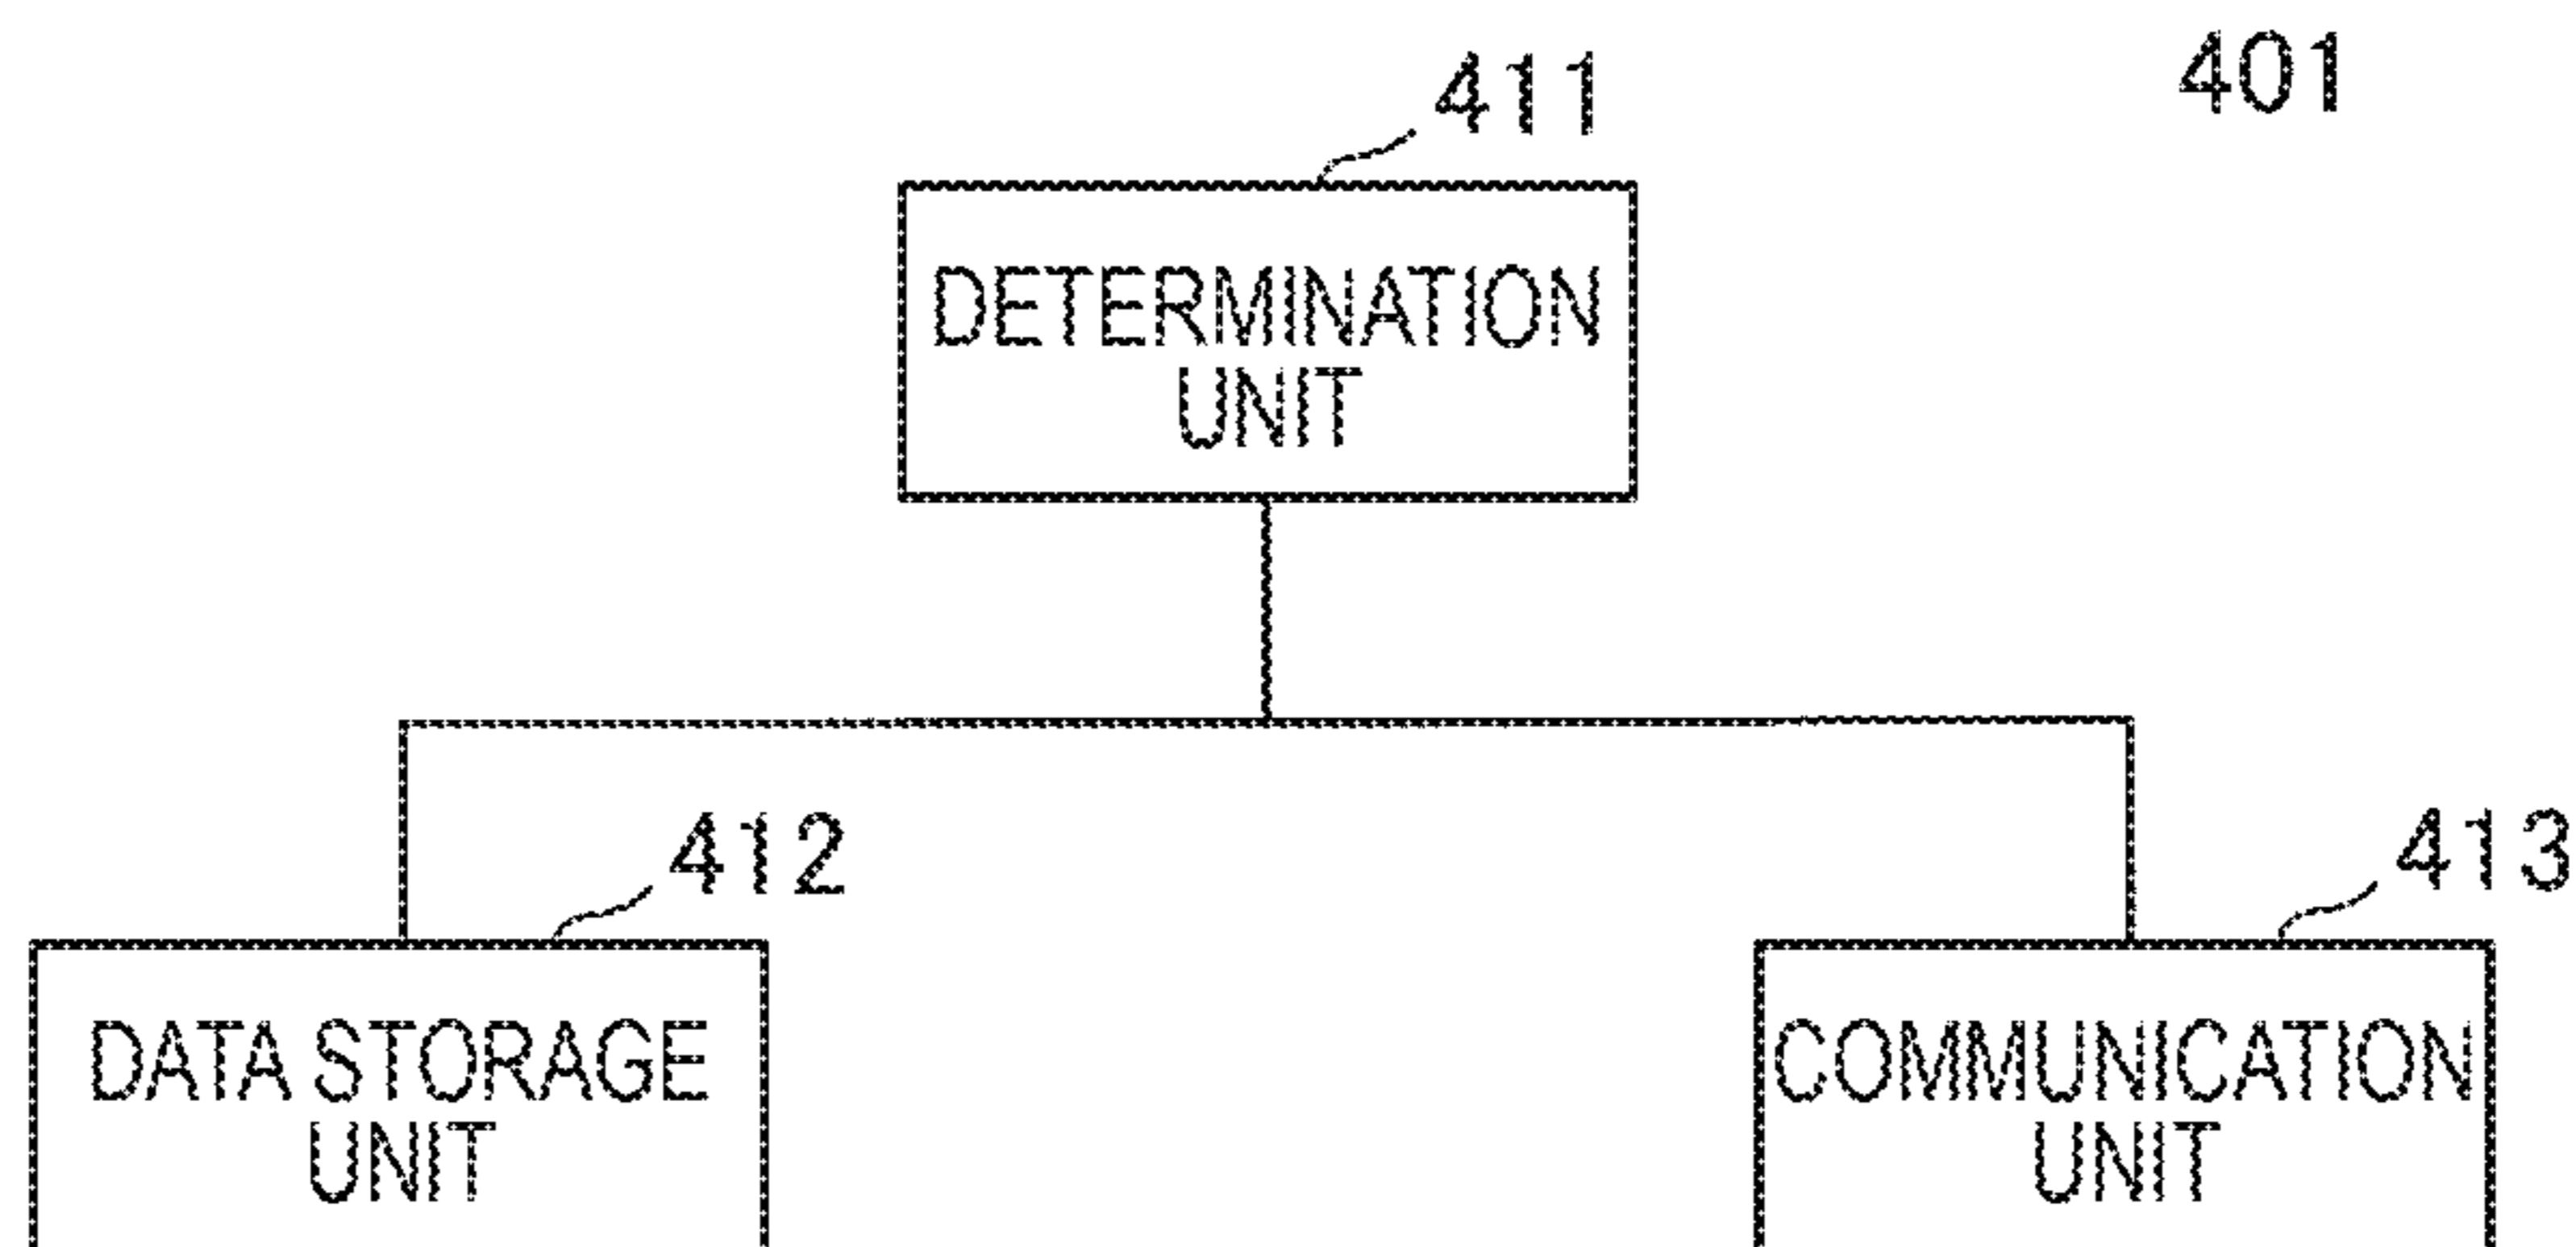 401
411
DETERMINATION
UNIT
412
413
DATA STORAGE
UNIT
COMMUNICATION
UNIT